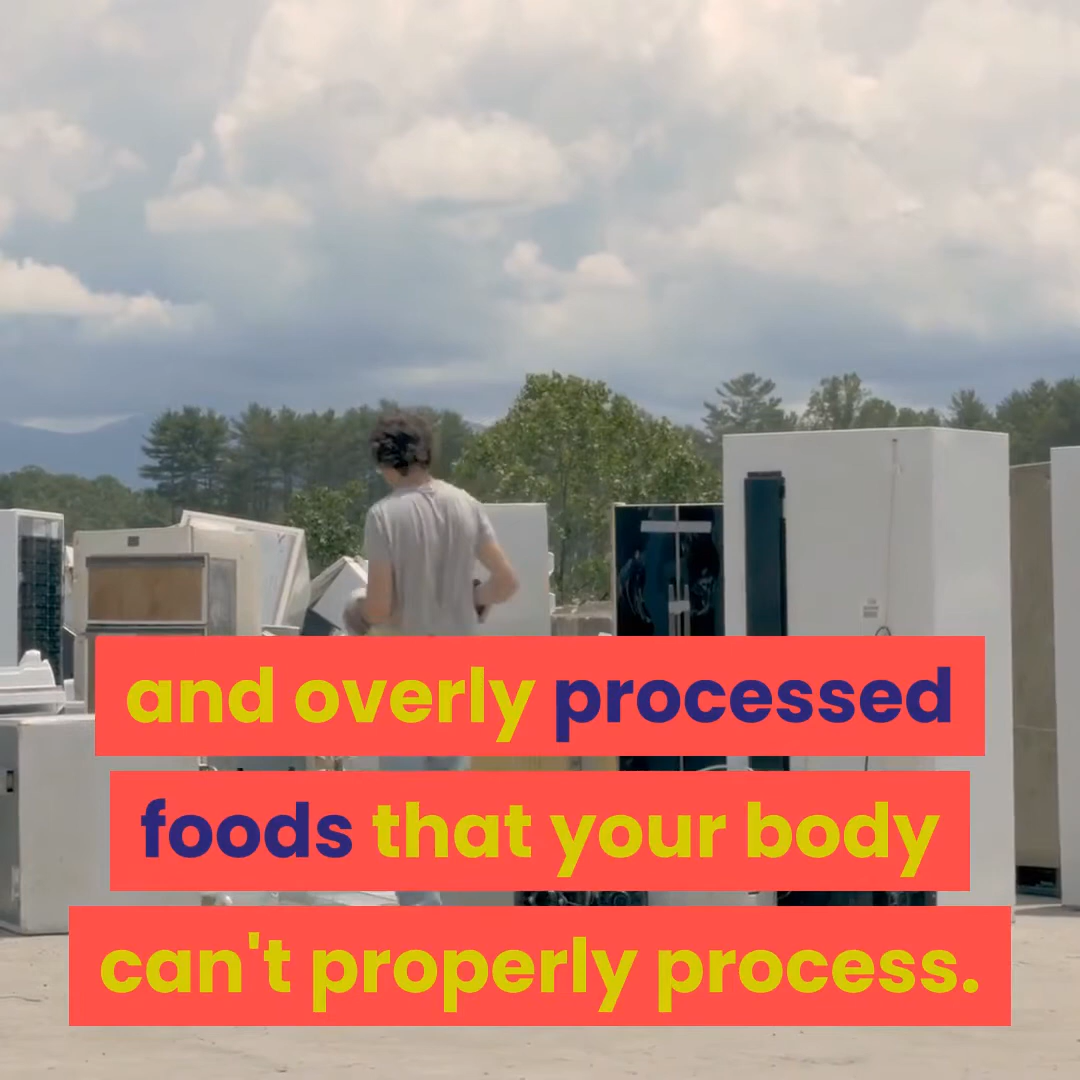 and overly processed
foods that your body
can't properly process.